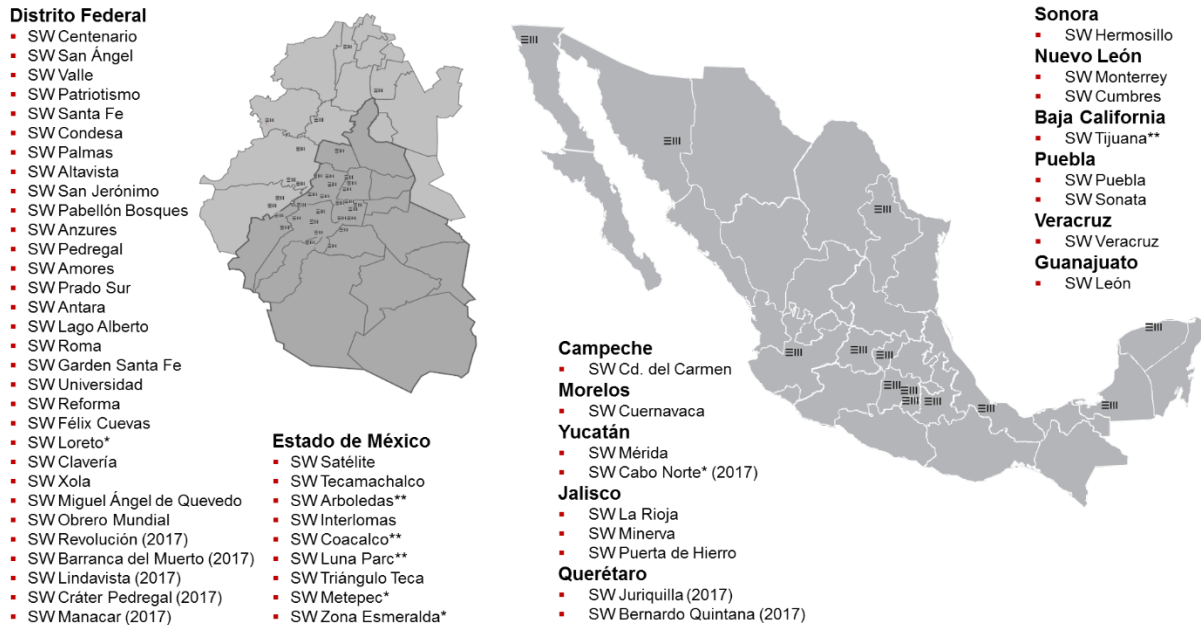 Distrito Federal
SW Centenario
SW San Ángel
SW Valle
SW Patriotismo
SW Santa Fe
SW Condesa
SW Palmas
SW Altavista
SW San Jerónimo
SW Pabellón Bosques
SW Anzures
SW Pedregal
SW Amores
SW Prado Sur
SW Antara
SW Lago Alberto
SW Roma
SW Garden Santa Fe
SW Universidad
SW Reforma
SW Félix Cuevas
SW Loreto*
SW Clavería
SW Xola
SW Miguel Ángel de Quevedo
SW Obrero Mundial
SW Revolución (2017)
SW Barranca del Muerto (2017)
SW Lindavista (2017)
SW Cráter Pedregal (2017)
SW Manacar (2017)
Estado de México
SW Satélite
SW Tecamachalco
SW Arboledas**
SW Interlomas
SW Coacalco**
SW Luna Parc**
SW Triángulo Teca
SW Metepec*
SW Zona Esmeralda*
Campeche
SW Cd. del Carmen
Morelos
SW Cuernavaca
Yucatán
SW Mérida
SW Cabo Norte* (2017)
Jalisco
SW La Rioja
SW Minerva
SW Puerta de Hierro
Querétaro
SW Juriquilla (2017)
SW Bernardo Quintana (2017)
Sonora
SW Hermosillo
Nuevo León
SW Monterrey
SW Cumbres
Baja California
SW Tijuana**
Puebla
SW Puebla
SW Sonata
Veracruz
SW Veracruz
Guanajuato
SW León